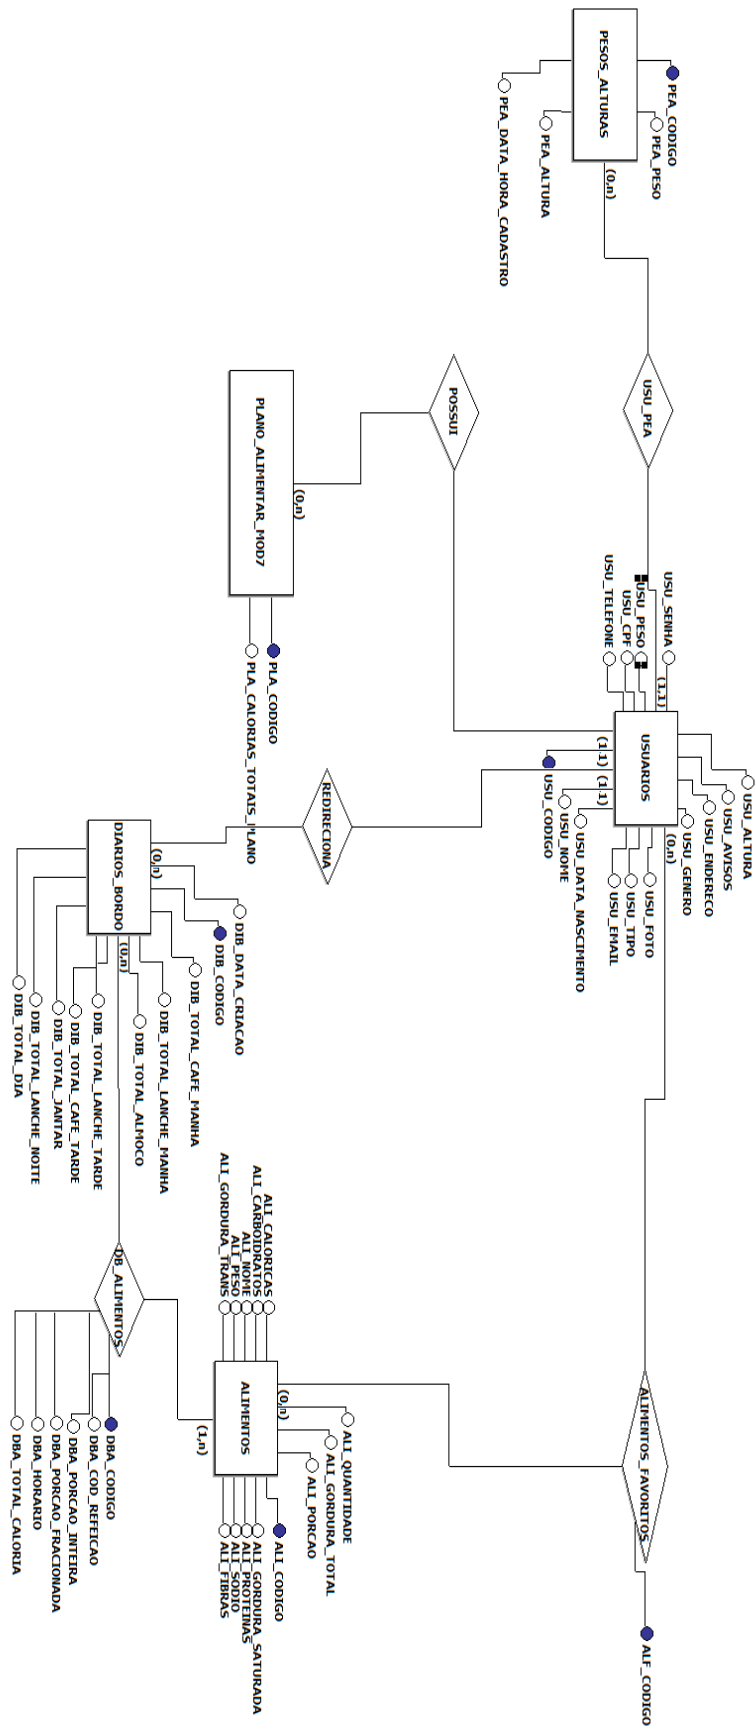 PEA_CODIGO
PEA_PESO
PESOS_ALTURAS
PEA_ALTURA
PEA_DATA_HORA_CADASTRO
(0,n)
USU_PEA
POSSUI
PLANO_ALIMENTAR_MOD7
(0,n)
PLA_CODIGO
PLA_CALORIAS_TOTAIS_PLANO
USU_SENHA
USU_PESO
USU_CPF
USU_TELEFONE
(1,1)
USUARIOS
(1,1)
(1,1)
(0,n)
USU_ALTURA
USU_AVISOS
USU_ENDERECO
USU_GENERO
USU_FOTO
USU_TIPO
USU_EMAIL
USU_DATA_NASCIMENTO
USU_NOME
USU_CODIGO
REDIRECIONA
DIARIOS_BORDO
(0,n)
(0,n)
DIB_DATA_CRIACAO
DIB_CODIGO
DIB_TOTAL_CAFE_MANHA
DIB_TOTAL_LANCHE_MANHA
DIB_TOTAL_ALMOCO
DIB_TOTAL_LANCHE_TARDE
DIB_TOTAL_CAFE_TARDE
DIB_TOTAL_JANTAR
DIB_TOTAL_LANCHE_NOITE
DIB_TOTAL_DIA
ALI_CALORICAS
ALI_CARBOIDRATOS
ALI_NOME
ALI_PESO
ALI_GORDURA_TRANS
DB_ALIMENTOS
ALIMENTOS
(0,n)
(1,n)
ALI_QUANTIDADE
ALI_GORDURA_TOTAL
ALI_PORCAO
ALI_CODIGO
ALI_GORDURA_SATURADA
ALI_PROTEINAS
ALI_SODIO
ALI_FIBRAS
DBA_CODIGO
DBA_COD_REFEICAO
DBA_PORCAO_INTEIRA
DBA_PORCAO_FRACIONADA
DBA_HORARIO
DBA_TOTAL_CALORIA
ALIMENTOS_FAVORITOS
ALF_CODIGO